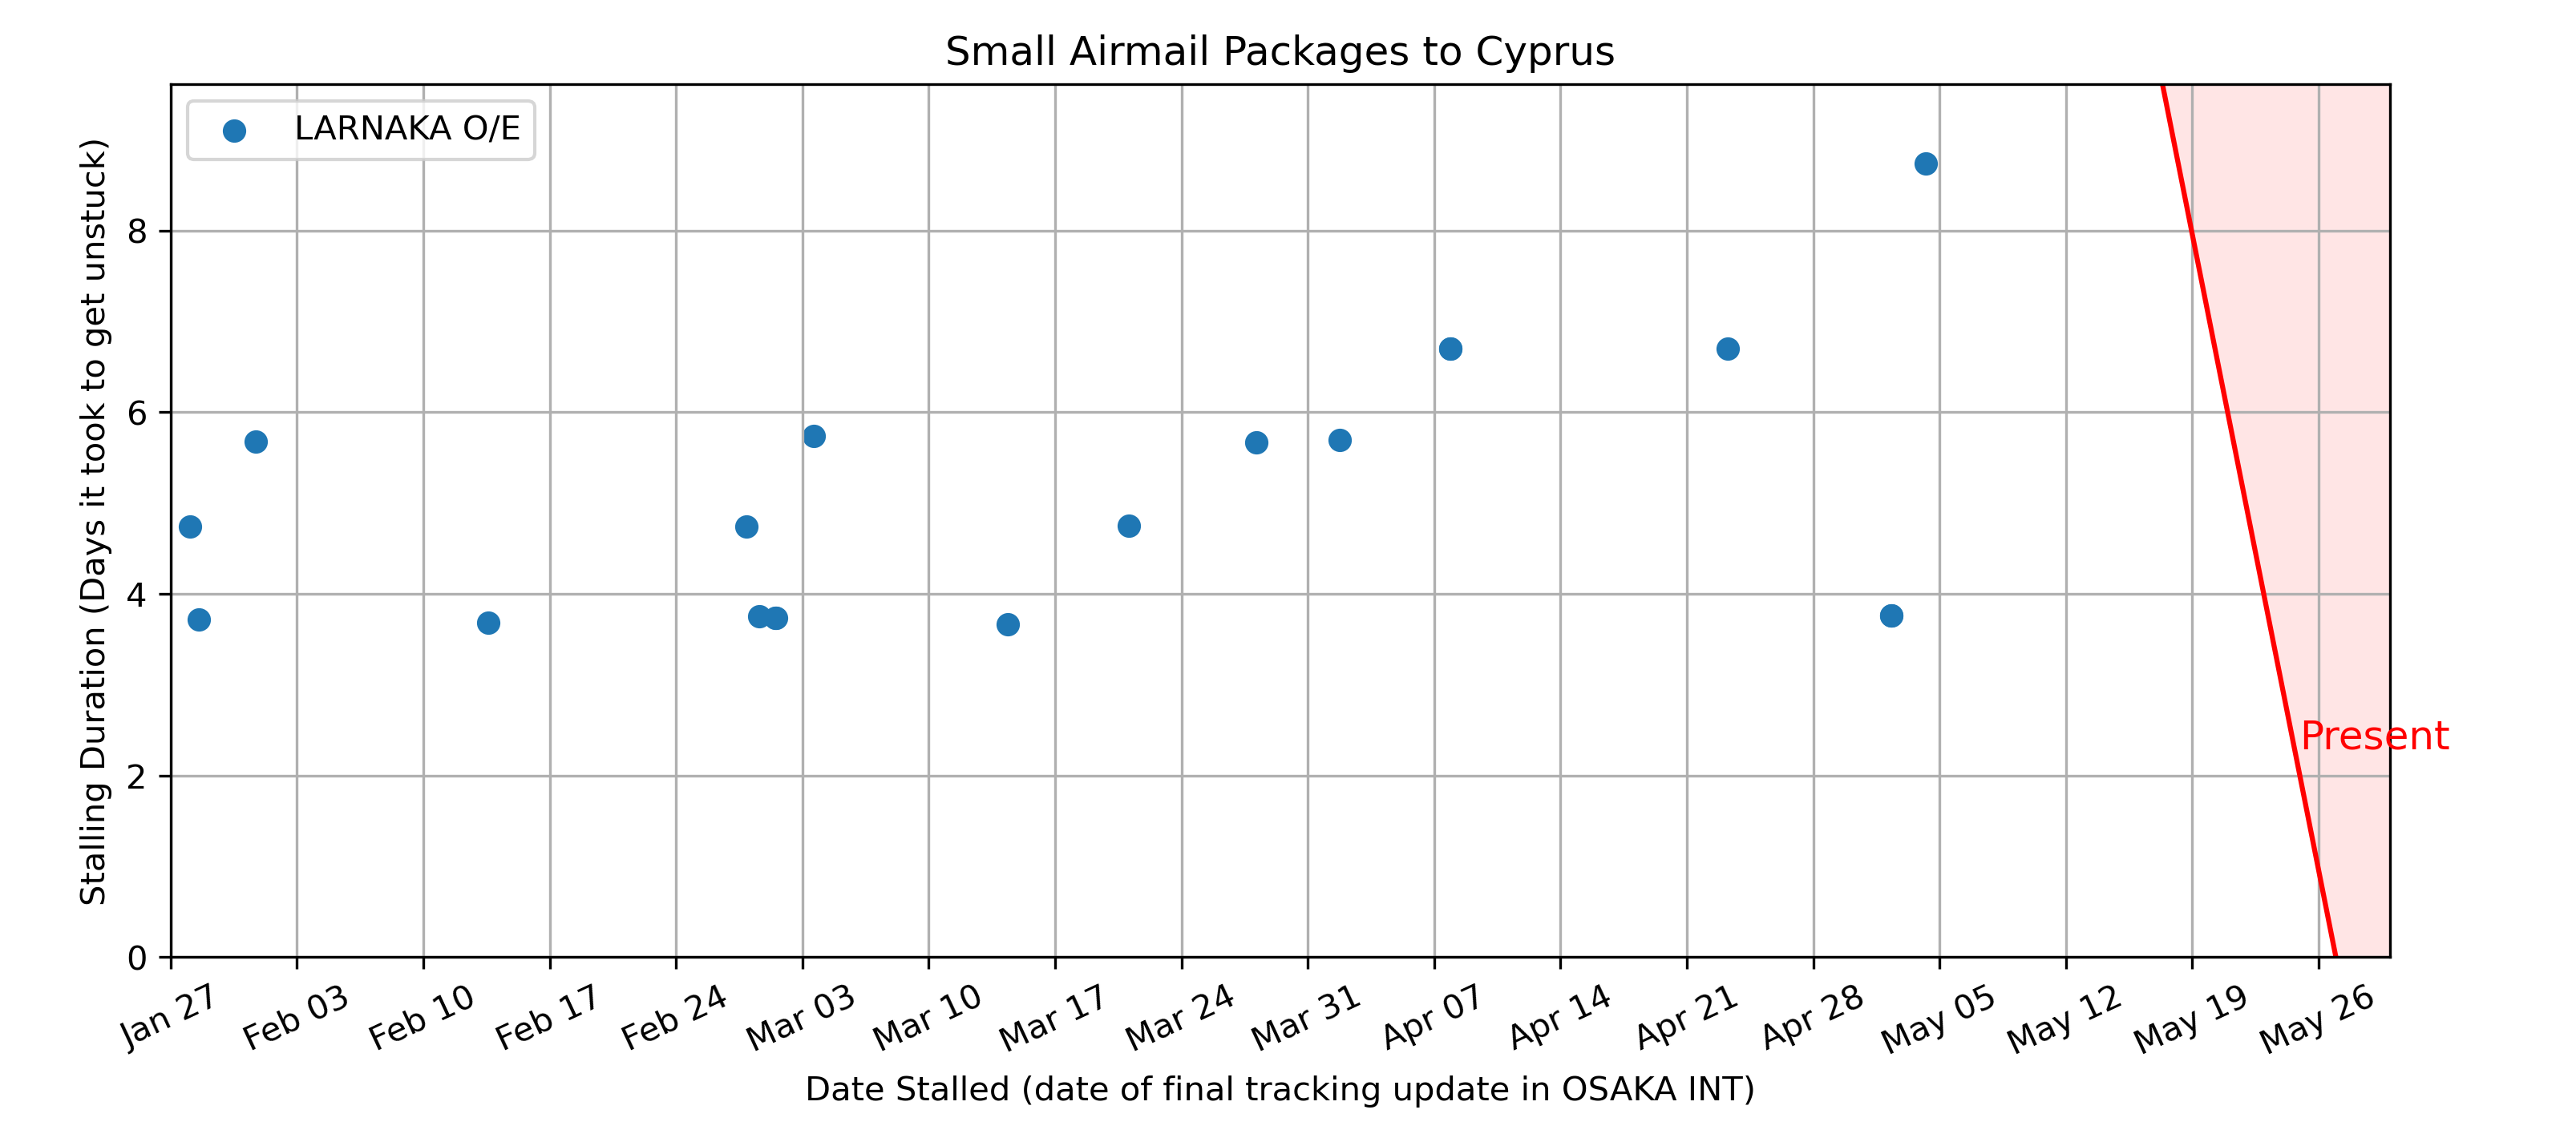 Small Airmail Packages to Cyprus
LARNAKA O/E
Stalling Duration (Days it took to get unstuck)
8
6
4
2
0
Present
Jan 27
Feb 03
Feb 10
Feb 17
Feb 24
Mar 03
Mar 10
Mar 17
Mar 24
Mar 31
Apr 07
Apr 14
Apr 21
Apr 28
May 05
May 12
May 19
May 26
Date Stalled (date of final tracking update in OSAKA INT)